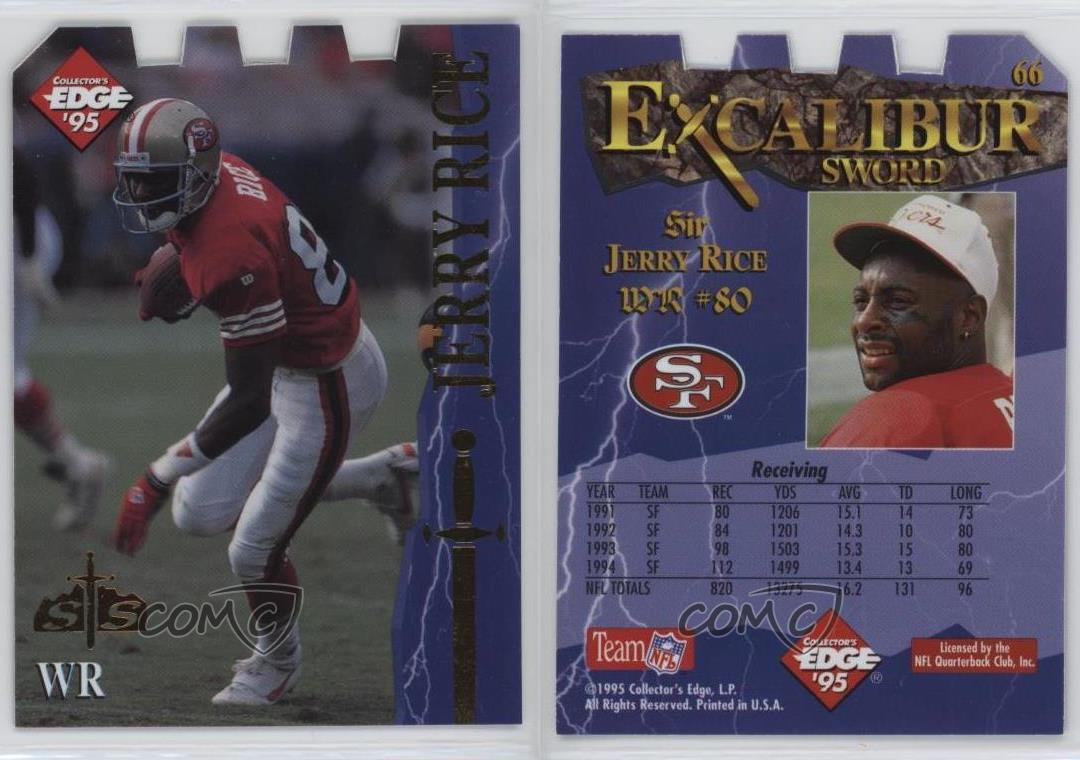 COLLECTOR'S
EDGE
'95
RICE
8
JERRY RICE
S S
WR
COMC
66
EXCALIBUR
SWORD
Sir
JERRY RICE
WR #80
49ers
SF
TM
Receiving
YEAR TEAM REC YDS AVG TD LONG
1991 SF 80 1206 15.1 14 73
1992 SF 84 1201 14.3 10 80
1993 SF 98 1503 15.3 15 80
1994 SF 112 1499 13.4 13 69
NFL TOTALS 820 13275 16.2 131 96
COMC
Team NFL
COLLECTOR'S
EDGE
'95
®
Licensed by the
NFL Quarterback Club, Inc.
©1995 Collector's Edge, L.P.
All Rights Reserved. Printed in U.S.A.